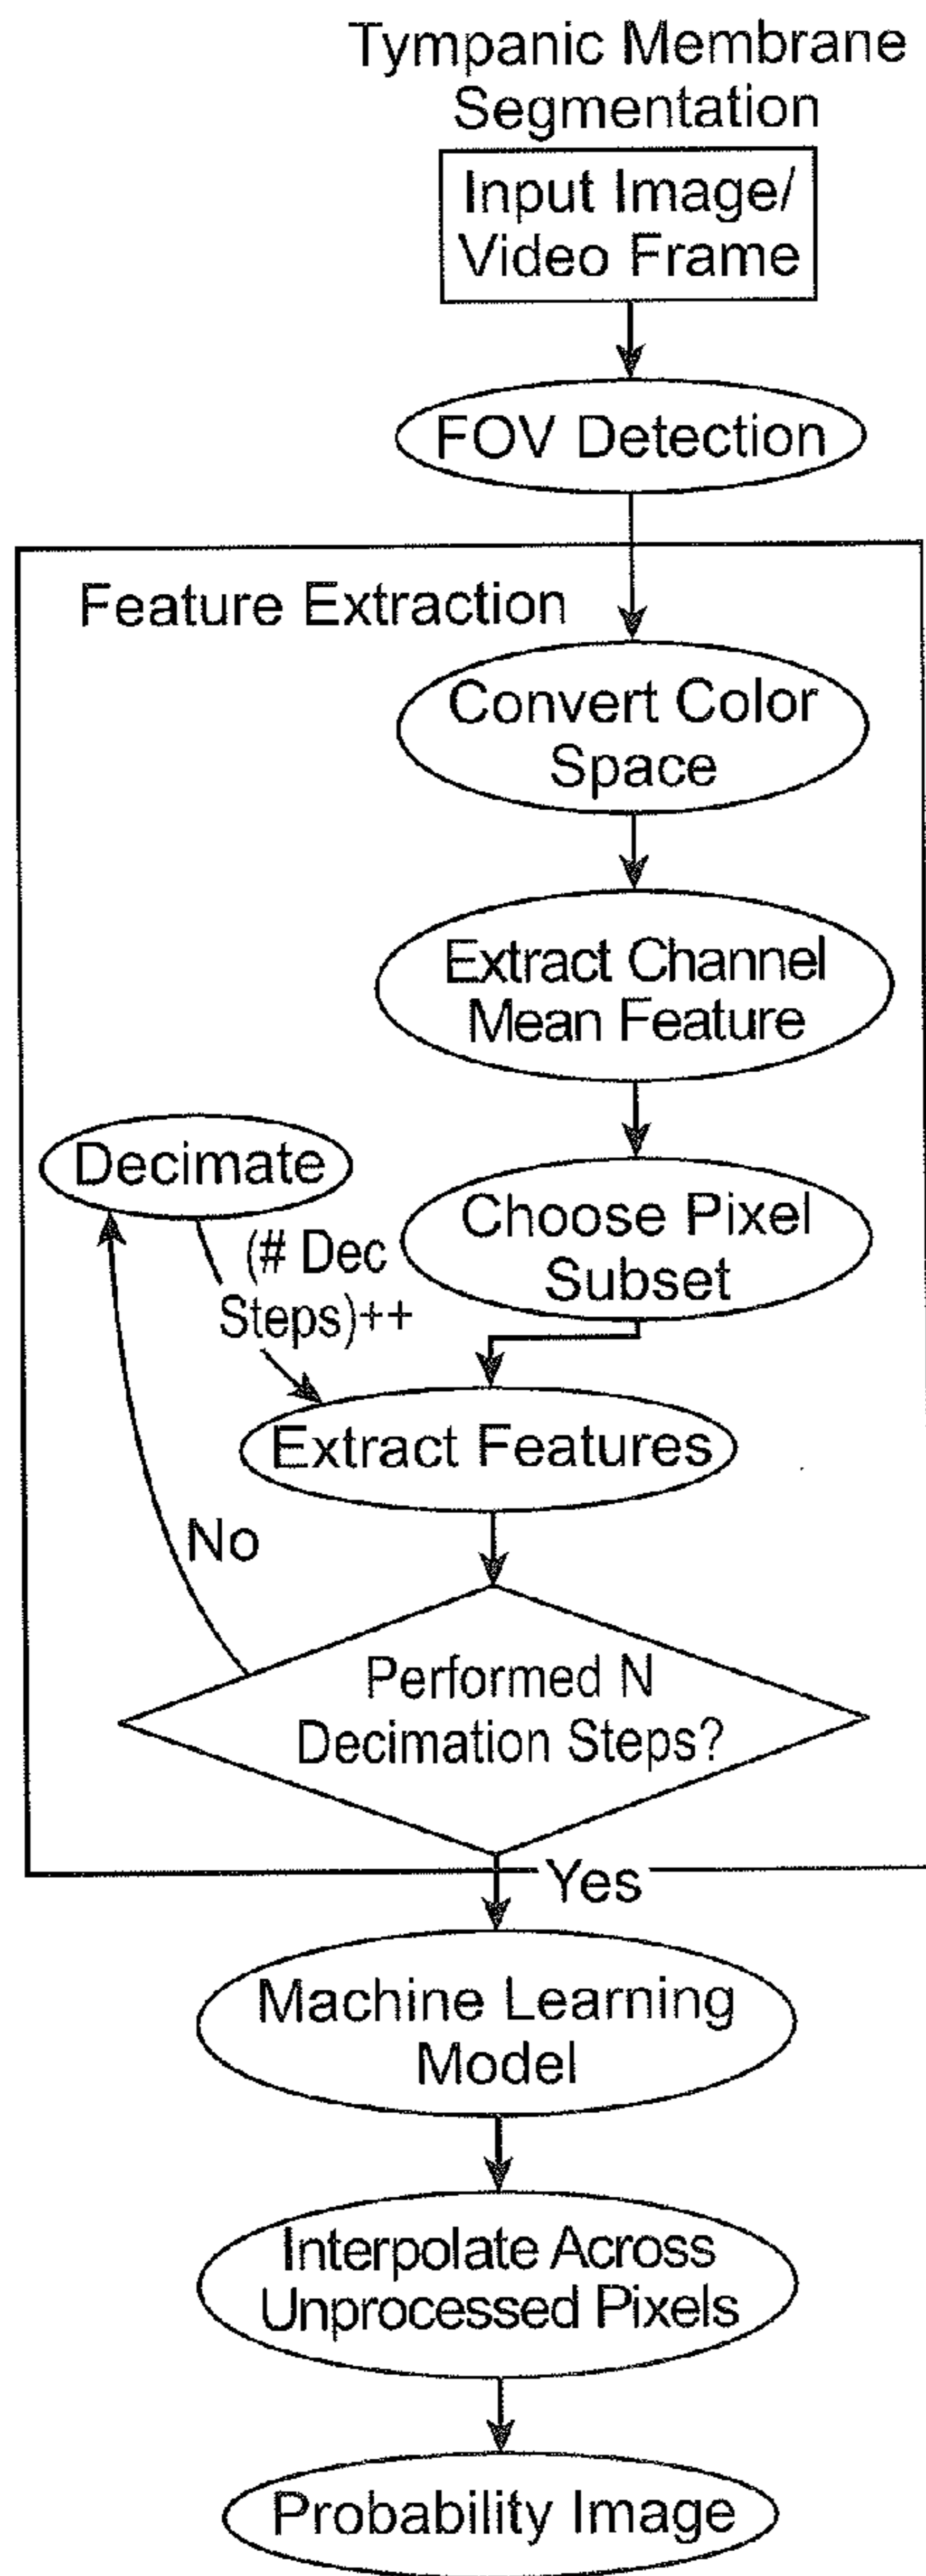 Tympanic Membrane
Segmentation
Input Image/
Video Frame
FOV Detection
Feature Extraction
Convert Color
Space
Extract Channel
Mean Feature
Decimate
Choose Pixel
Subset
(# Dec
Steps)++
Extract Features
No
Performed N
Decimation Steps?
Yes
Machine Learning
Model
Interpolate Across
Unprocessed Pixels
Probability Image